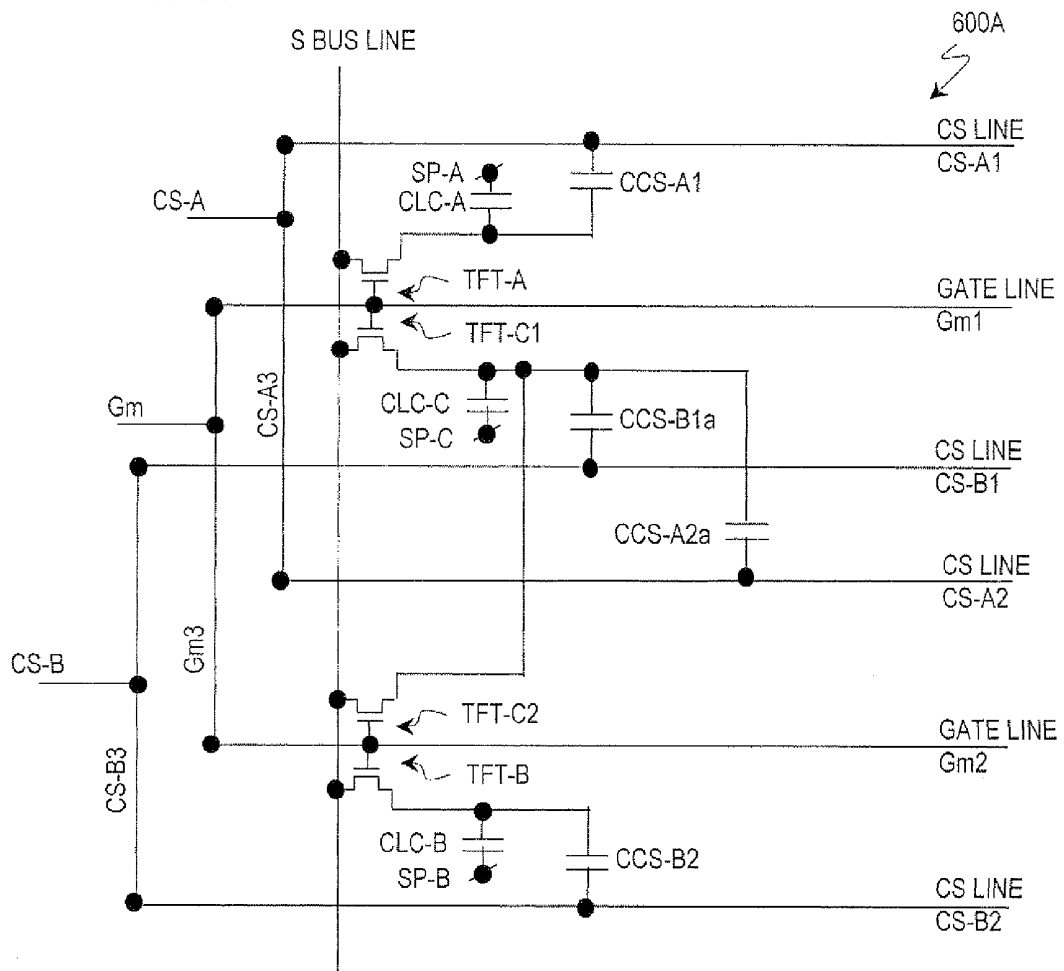 600A
S BUS LINE
CS LINE
CS-A1
SP-A
CLC-A
CCS-A1
CS-A
TFT-A
GATE LINE
Gm1
TFT-C1
CS-A3
Gm
CLC-C
SP-C
CCS-B1a
CS LINE
CS-B1
CCS-A2a
CS LINE
CS-A2
Gm3
CS-B
TFT-C2
GATE LINE
Gm2
TFT-B
CS-B3
CLC-B
SP-B
CCS-B2
CS LINE
CS-B2